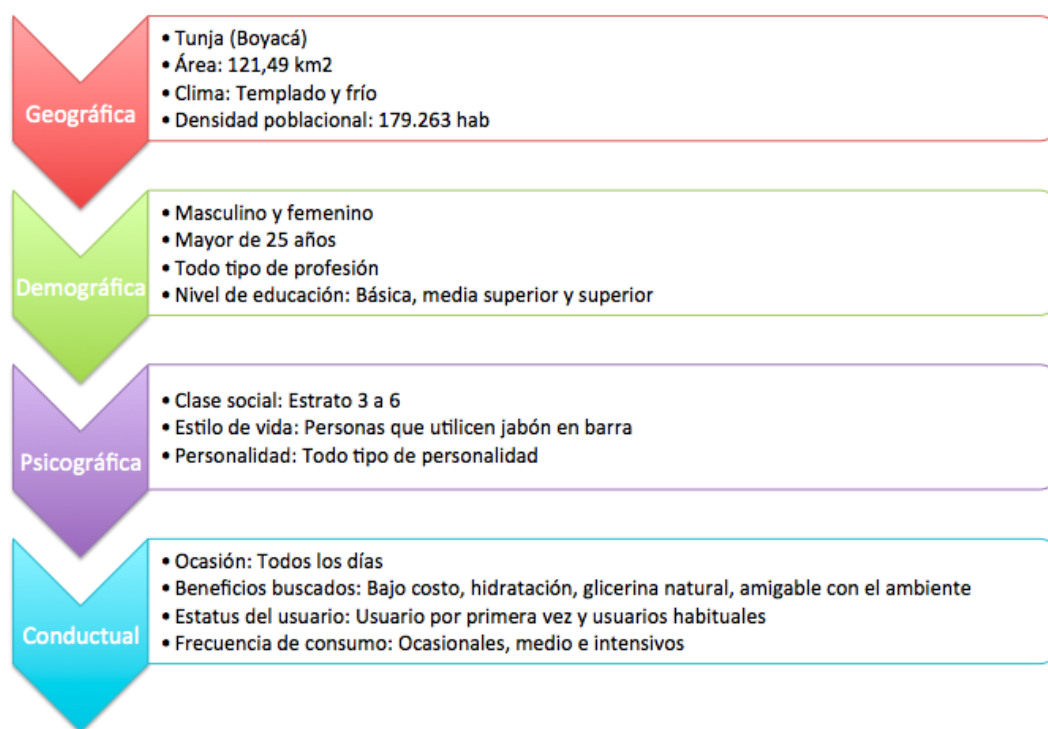 Geográfica
• Tunja (Boyacá)
• Área: 121,49 km2
• Clima: Templado y frío
• Densidad poblacional: 179.263 hab
Demográfica
• Masculino y femenino
• Mayor de 25 años
• Todo tipo de profesión
• Nivel de educación: Básica, media superior y superior
Psicográfica
• Clase social: Estrato 3 a 6
• Estilo de vida: Personas que utilicen jabón en barra
• Personalidad: Todo tipo de personalidad
Conductual
• Ocasión: Todos los días
• Beneficios buscados: Bajo costo, hidratación, glicerina natural, amigable con el ambiente
• Estatus del usuario: Usuario por primera vez y usuarios habituales
• Frecuencia de consumo: Ocasionales, medio e intensivos